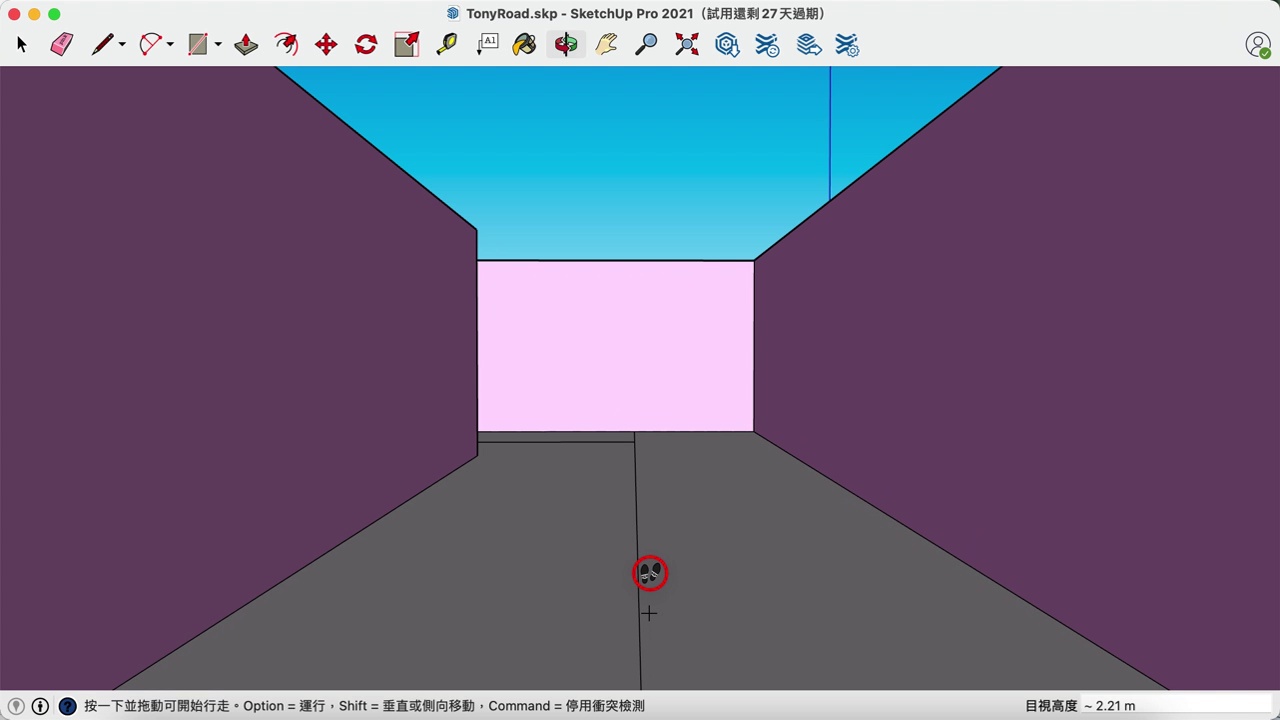 TonyRoad.skp - SketchUp Pro 2021（試用還剩 27 天過期）
A1
按一下並拖動可開始行走。Option = 運行，Shift = 垂直或側向移動，Command = 停用衝突檢測
目視高度 ~ 2.21 m